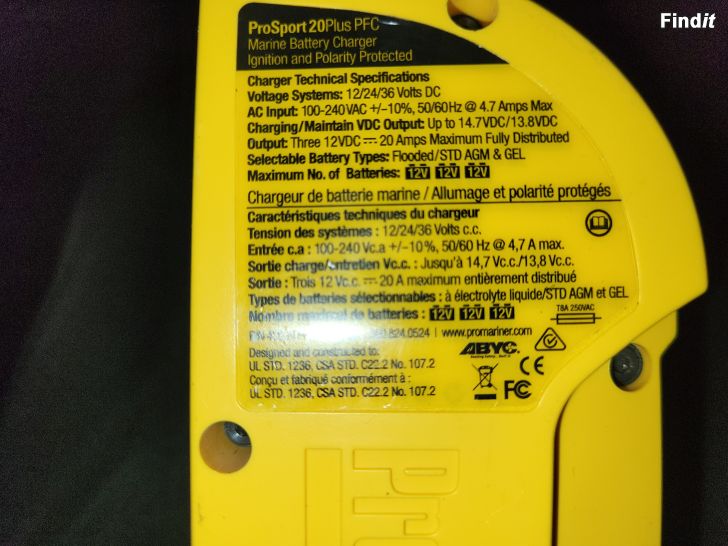 Findit
ProSport 20Plus PFC
Marine Battery Charger
Ignition and Polarity Protected
Charger Technical Specifications
Voltage Systems: 12/24/36 Volts DC
AC Input: 100-240VAC +/-10%, 50/60Hz @ 4.7 Amps Max
Charging/Maintain VDC Output: Up to 14.7VDC/13.8VDC
Output: Three 12VDC ⎓ 20 Amps Maximum Fully Distributed
Selectable Battery Types: Flooded/STD AGM & GEL
Maximum No. of Batteries: 12V 12V 12V
Chargeur de batterie marine / Allumage et polarité protégés
Caractéristiques techniques du chargeur
Tension des systèmes : 12/24/36 Volts c.c.
Entrée c.a : 100-240 Vc.a +/-10%, 50/60 Hz @ 4,7 A max.
Sortie charge/entretien Vc.c. : Jusqu'à 14,7 Vc.c./13,8 Vc.c.
Sortie : Trois 12 Vc.c. ⎓ 20 A maximum entièrement distribué
Types de batteries sélectionnables : à électrolyte liquide/STD AGM et GEL
Nombre maximal de batteries : 12V 12V 12V
T8A 250VAC
824.0524 | www.promariner.com
ABYC
Designed and constructed to:
UL STD. 1236, CSA STD. C22.2 No. 107.2
Conçu et fabriqué conformément à :
UL STD. 1236, CSA STD. C22.2 No. 107.2
CE
FC
Pro